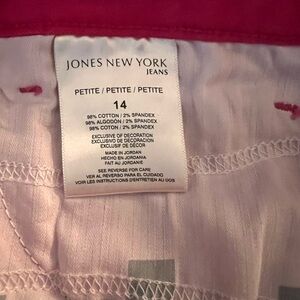 JONES NEW YORK
JEANS
PETITE / PETITE / PETITE
14
98% COTTON / 2% SPANDEX
98% ALGODÓN / 2% SPANDEX
98% COTON / 2% SPANDEX
EXCLUSIVE OF DECORATION
EXCLUSIVO DE DECORACIÓN
EXCLUSIF DE DÉCOR
MADE IN JORDAN
HECHO EN JORDANIA
FAIT AU JORDANIE
SEE REVERSE FOR CARE
VER AL REVERSO PARA EL CUIDADO
VOIR LES INSTRUCTIONS D'ENTRETIEN AU DOS